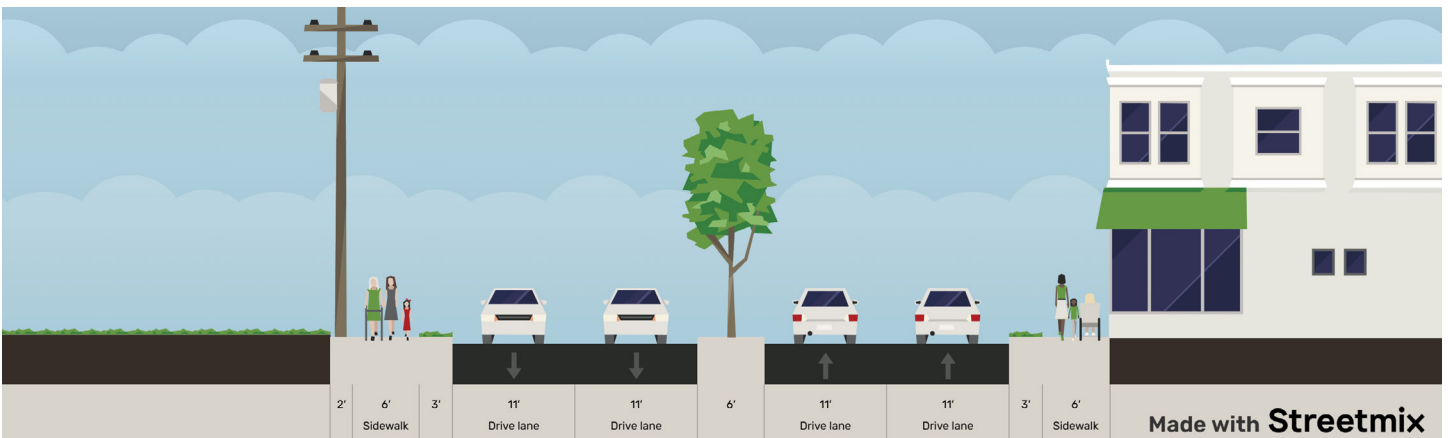 2′ 6′ 3′ 11′ 11′ 6′ 11′ 11′ 3′ 6′
Sidewalk Drive lane Drive lane Drive lane Drive lane Sidewalk
Made with Streetmix